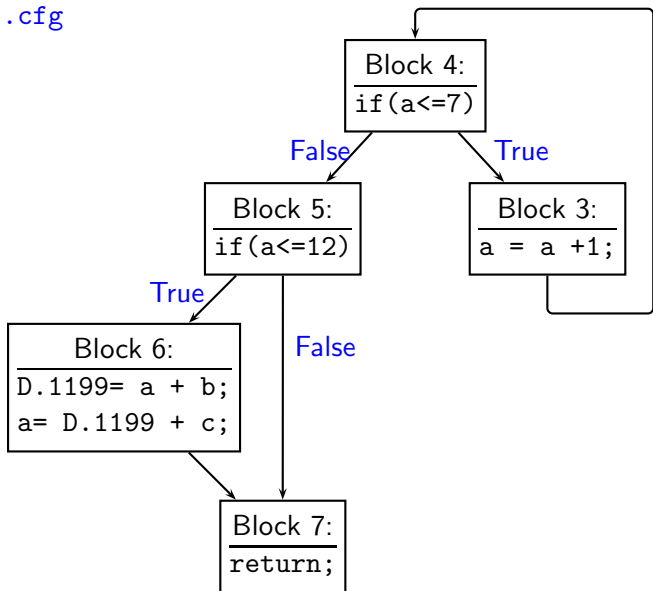 .cfg
Block 4:
if(a<=7)
False
True
Block 5:
if(a<=12)
Block 3:
a = a +1;
True
False
Block 6:
D.1199= a + b;
a= D.1199 + c;
Block 7:
return;